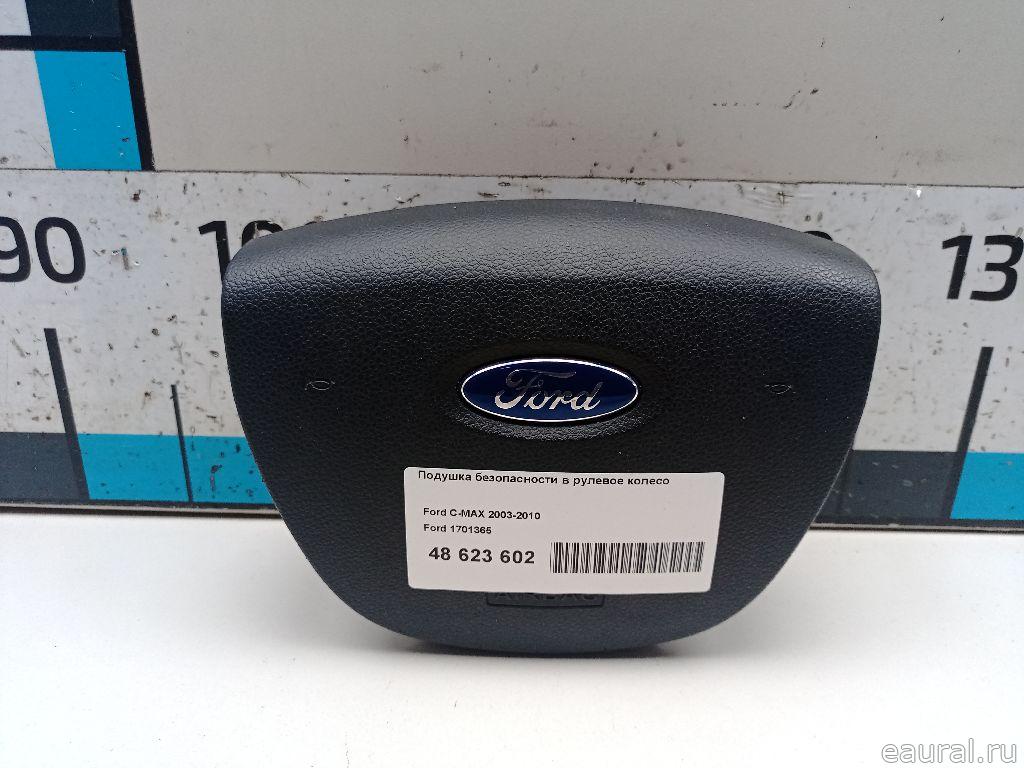 90
13
Ford
Подушка безопасности в рулевое колесо
Ford C-MAX 2003-2010
Ford 1701365
48 623 602
eaural.ru